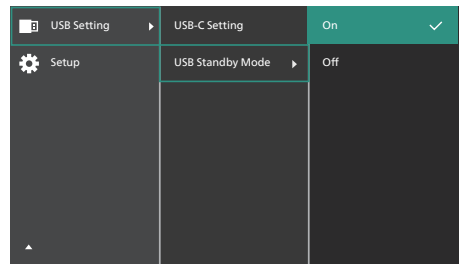 USB Setting
USB-C Setting
On
Setup
USB Standby Mode
Off